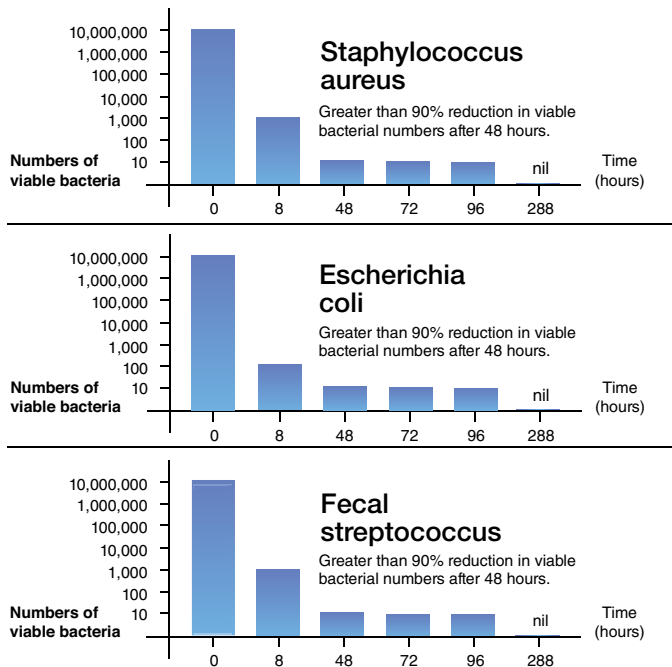 10,000,000
1,000,000
100,000
10,000
1,000
100
10
Staphylococcus
aureus
Greater than 90% reduction in viable
bacterial numbers after 48 hours.
Numbers of
viable bacteria
nil
Time
(hours)
0 8 48 72 96 288
10,000,000
1,000,000
100,000
10,000
1,000
100
10
Escherichia
coli
Greater than 90% reduction in viable
bacterial numbers after 48 hours.
Numbers of
viable bacteria
nil
Time
(hours)
0 8 48 72 96 288
10,000,000
1,000,000
100,000
10,000
1,000
100
10
Fecal
streptococcus
Greater than 90% reduction in viable
bacterial numbers after 48 hours.
Numbers of
viable bacteria
nil
Time
(hours)
0 8 48 72 96 288